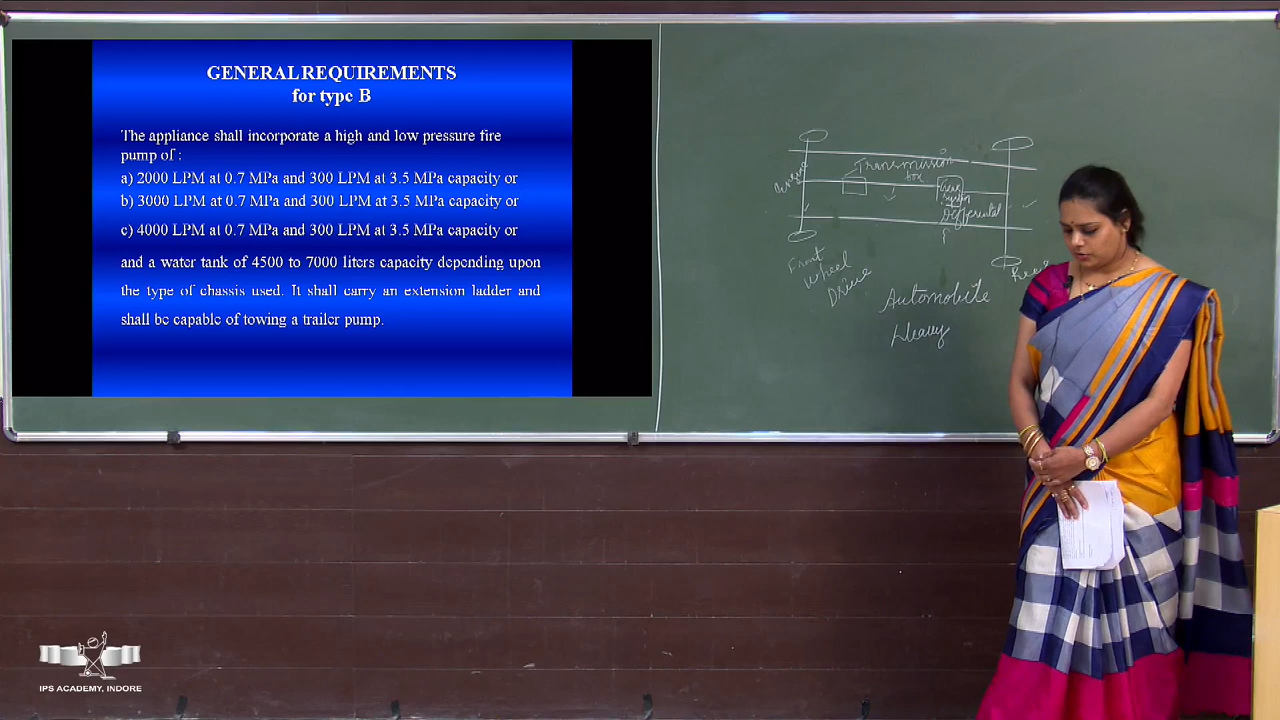 GENERAL REQUIREMENTS
for type B
The appliance shall incorporate a high and low pressure fire
pump of :
a) 2000 LPM at 0.7 MPa and 300 LPM at 3.5 MPa capacity or
b) 3000 LPM at 0.7 MPa and 300 LPM at 3.5 MPa capacity or
c) 4000 LPM at 0.7 MPa and 300 LPM at 3.5 MPa capacity or
and a water tank of 4500 to 7000 liters capacity depending upon
the type of chassis used. It shall carry an extension ladder and
shall be capable of towing a trailer pump.
Transmission
box
Differental
Front
Wheel
Drive
Automobile
Heavy
IPS ACADEMY, INDORE